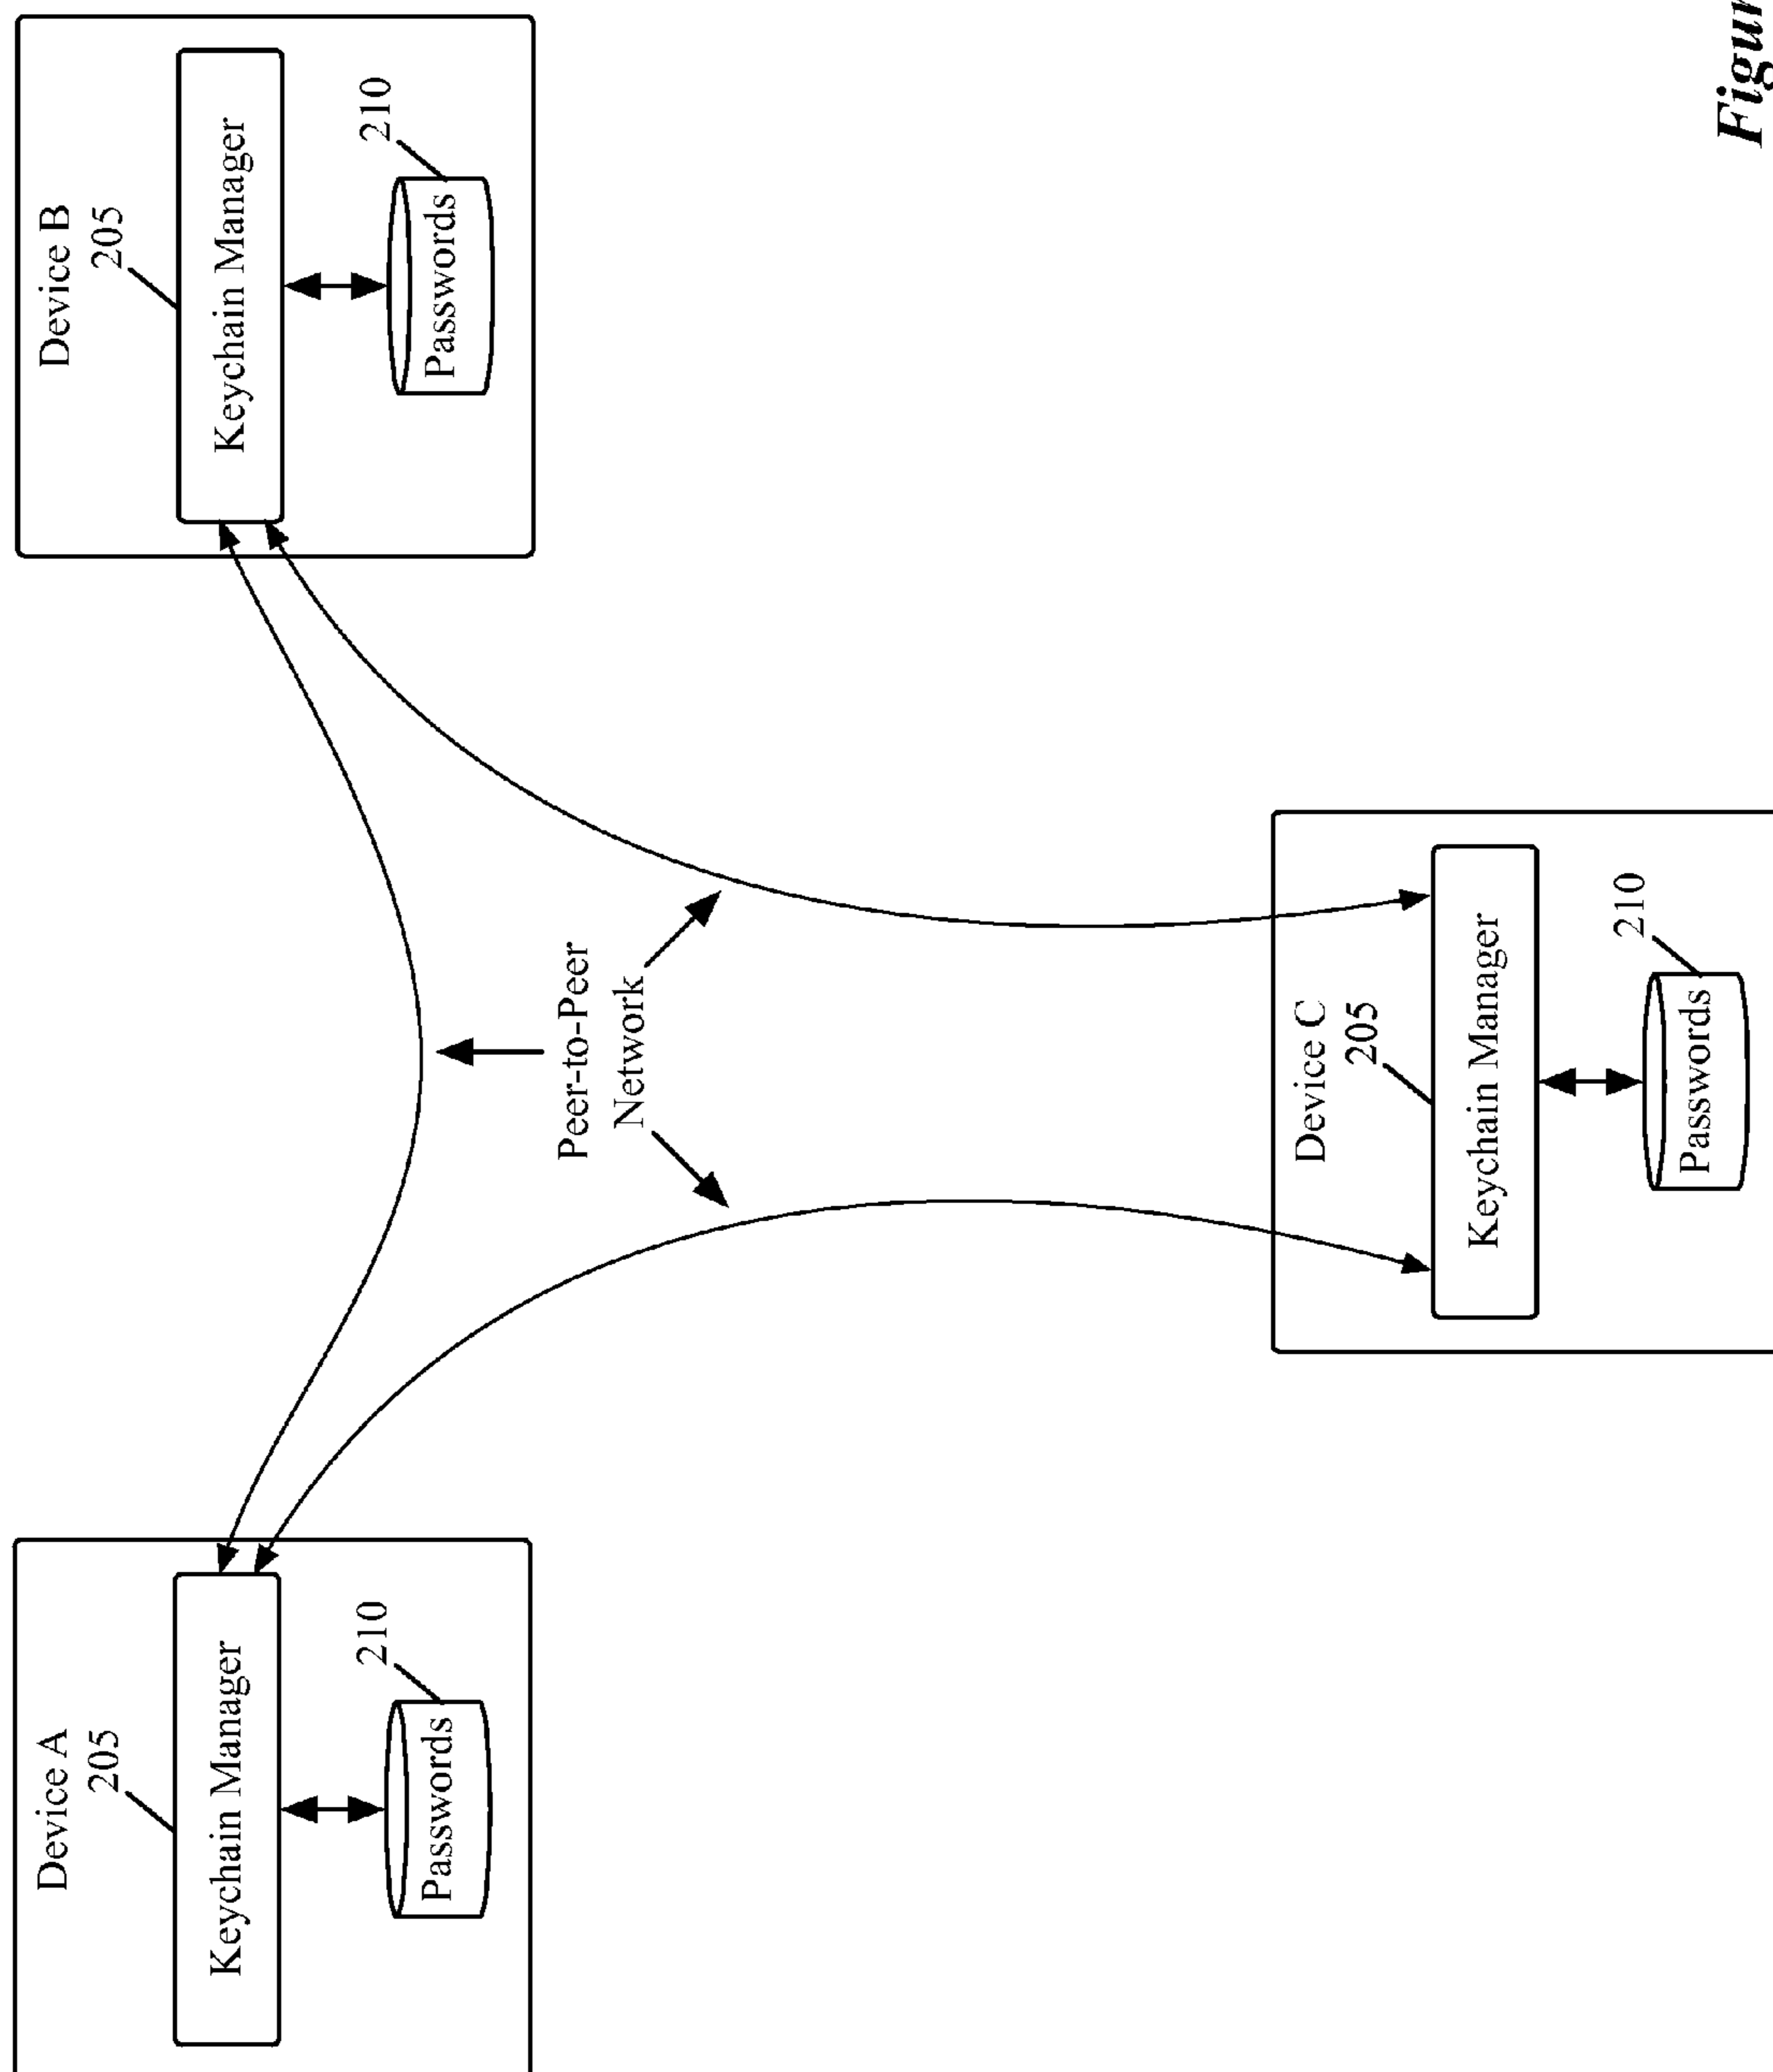 Device A
205
Keychain Manager
210
Passwords
Device B
205
Keychain Manager
210
Passwords
Peer-to-Peer
Network
Device C
205
Keychain Manager
210
Passwords